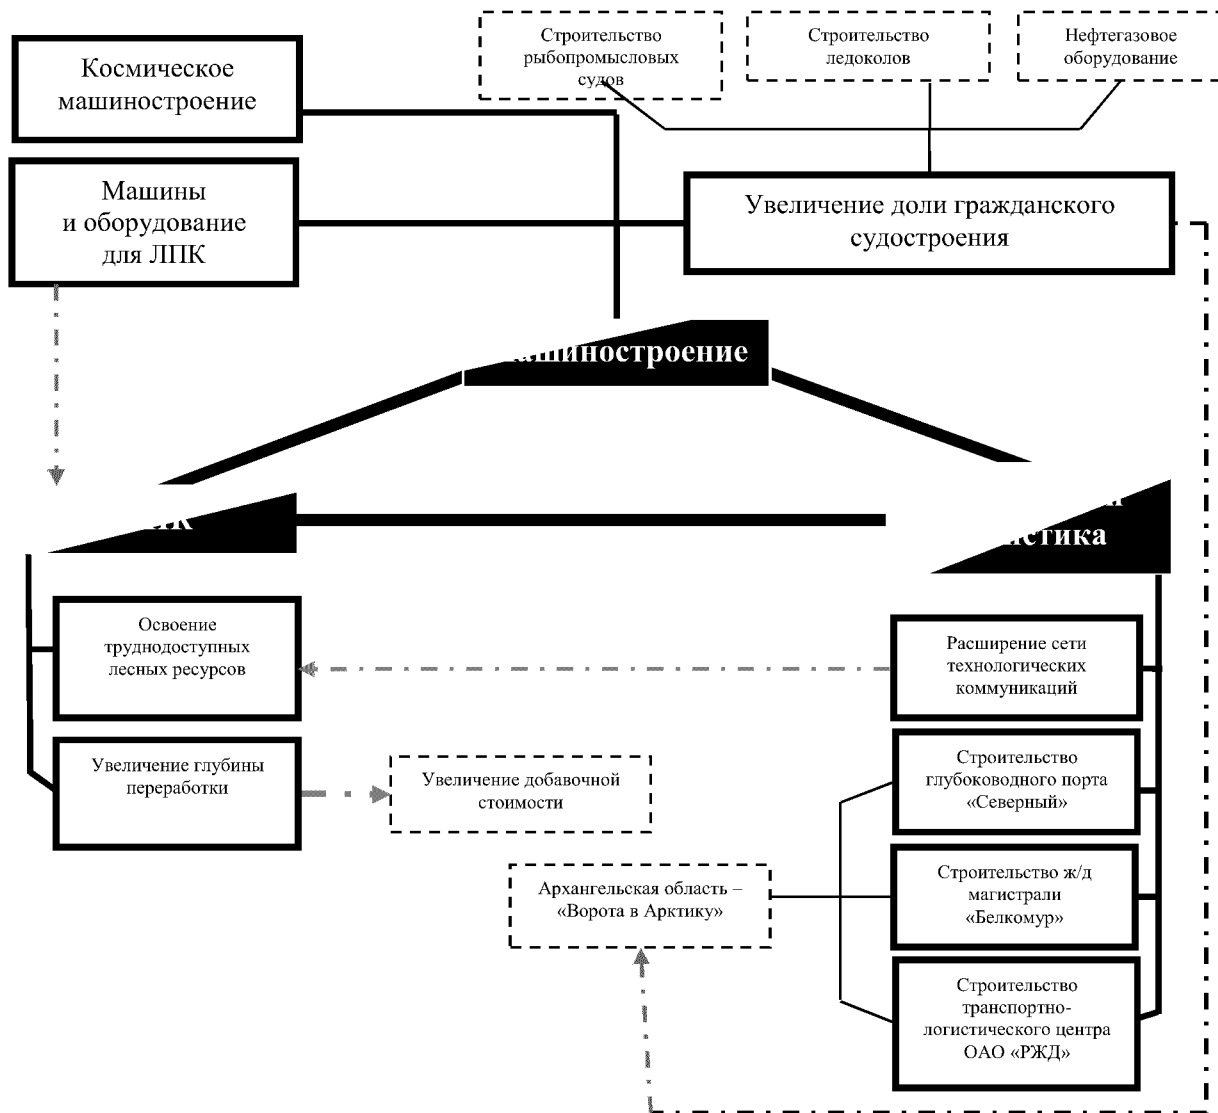 Строительство
рыбопромысловых
судов
Строительство
ледоколов
Нефтегазовое
оборудование
Космическое
машиностроение
Машины
и оборудование
для ЛПК
Увеличение доли гражданского
судостроения
Машиностроение
Освоение
труднодоступных
лесных ресурсов
Увеличение глубины
переработки
Увеличение добавочной
стоимости
Архангельская область –
«Ворота в Арктику»
Расширение сети
технологических
коммуникаций
Строительство
глубоководного порта
«Северный»
Строительство ж/д
магистрали
«Белкомур»
Строительство
транспортно-
логистического центра
ОАО «РЖД»